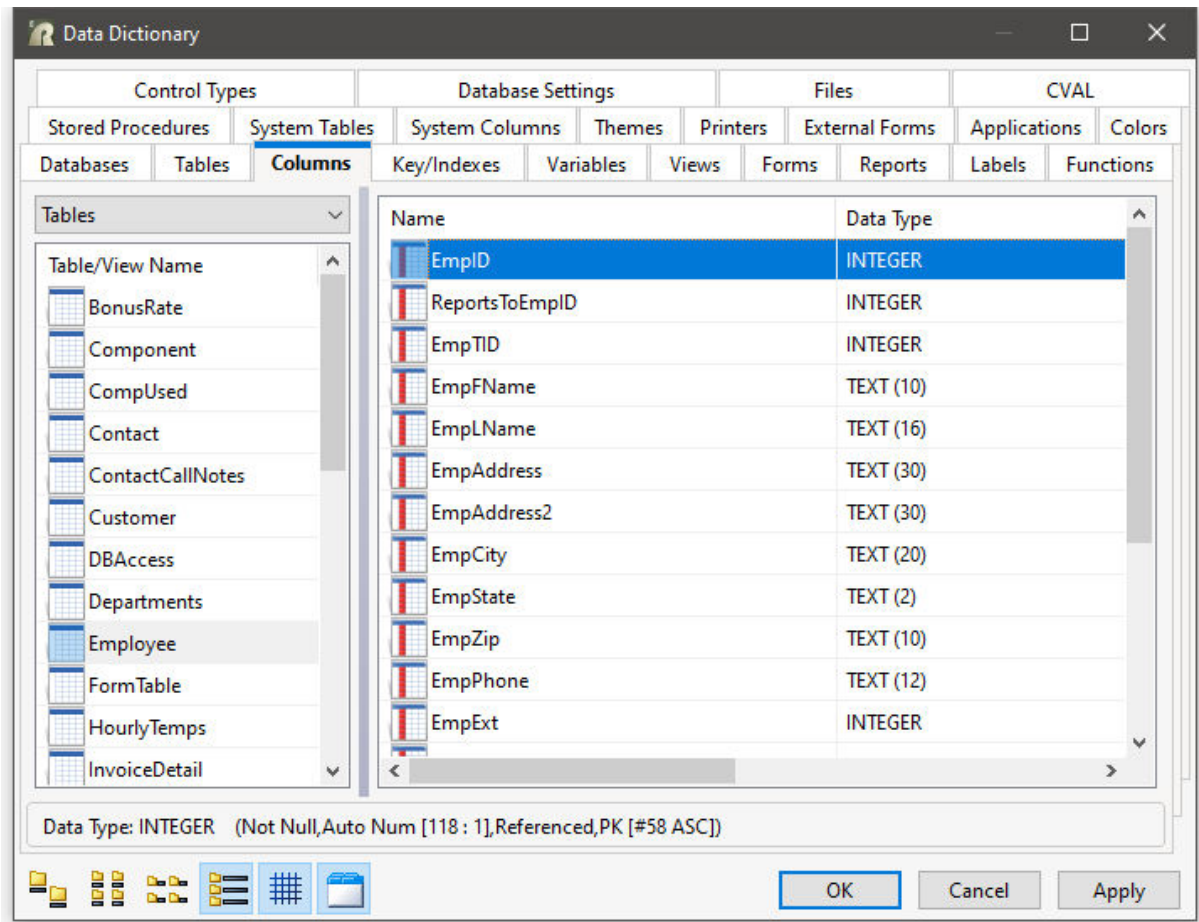 Data Dictionary
Control Types Database Settings Files CVAL
Stored Procedures System Tables System Columns Themes Printers External Forms Applications Colors
Databases Tables Columns Key/Indexes Variables Views Forms Reports Labels Functions
Tables
Table/View Name
BonusRate
Component
CompUsed
Contact
ContactCallNotes
Customer
DBAccess
Departments
Employee
FormTable
HourlyTemps
InvoiceDetail
Name Data Type
EmpID INTEGER
ReportsToEmpID INTEGER
EmpTID INTEGER
EmpFName TEXT (10)
EmpLName TEXT (16)
EmpAddress TEXT (30)
EmpAddress2 TEXT (30)
EmpCity TEXT (20)
EmpState TEXT (2)
EmpZip TEXT (10)
EmpPhone TEXT (12)
EmpExt INTEGER
Data Type: INTEGER (Not Null,Auto Num [118 : 1],Referenced,PK [#58 ASC])
OK Cancel Apply